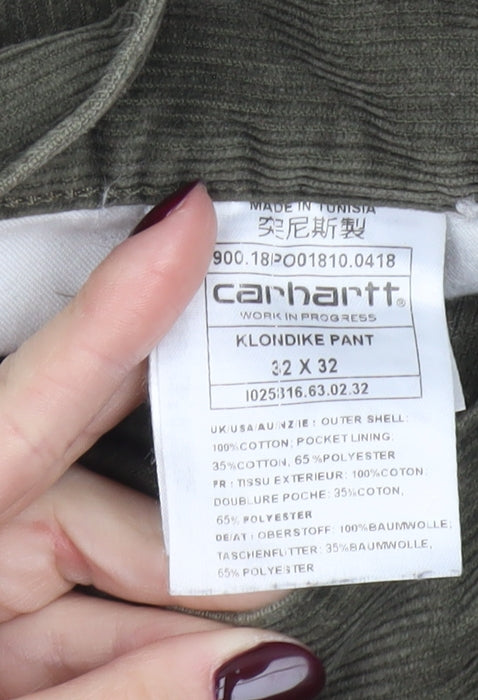 MADE IN TUNISIA
突尼斯製
900.18 PO01810.0418
carhartt®
WORK IN PROGRESS
KLONDIKE PANT
32 X 32
I025316.63.02.32
UK/USA/AU/NZ/IE : OUTER SHELL:
100%COTTON; POCKET LINING:
35%COTTON, 65%POLYESTER
FR : TISSU EXTERIEUR: 100%COTON;
DOUBLURE POCHE: 35%COTON,
65% POLYESTER
DE/AT : OBERSTOFF: 100%BAUMWOLLE;
TASCHENFUTTER: 35%BAUMWOLLE,
65% POLYESTER